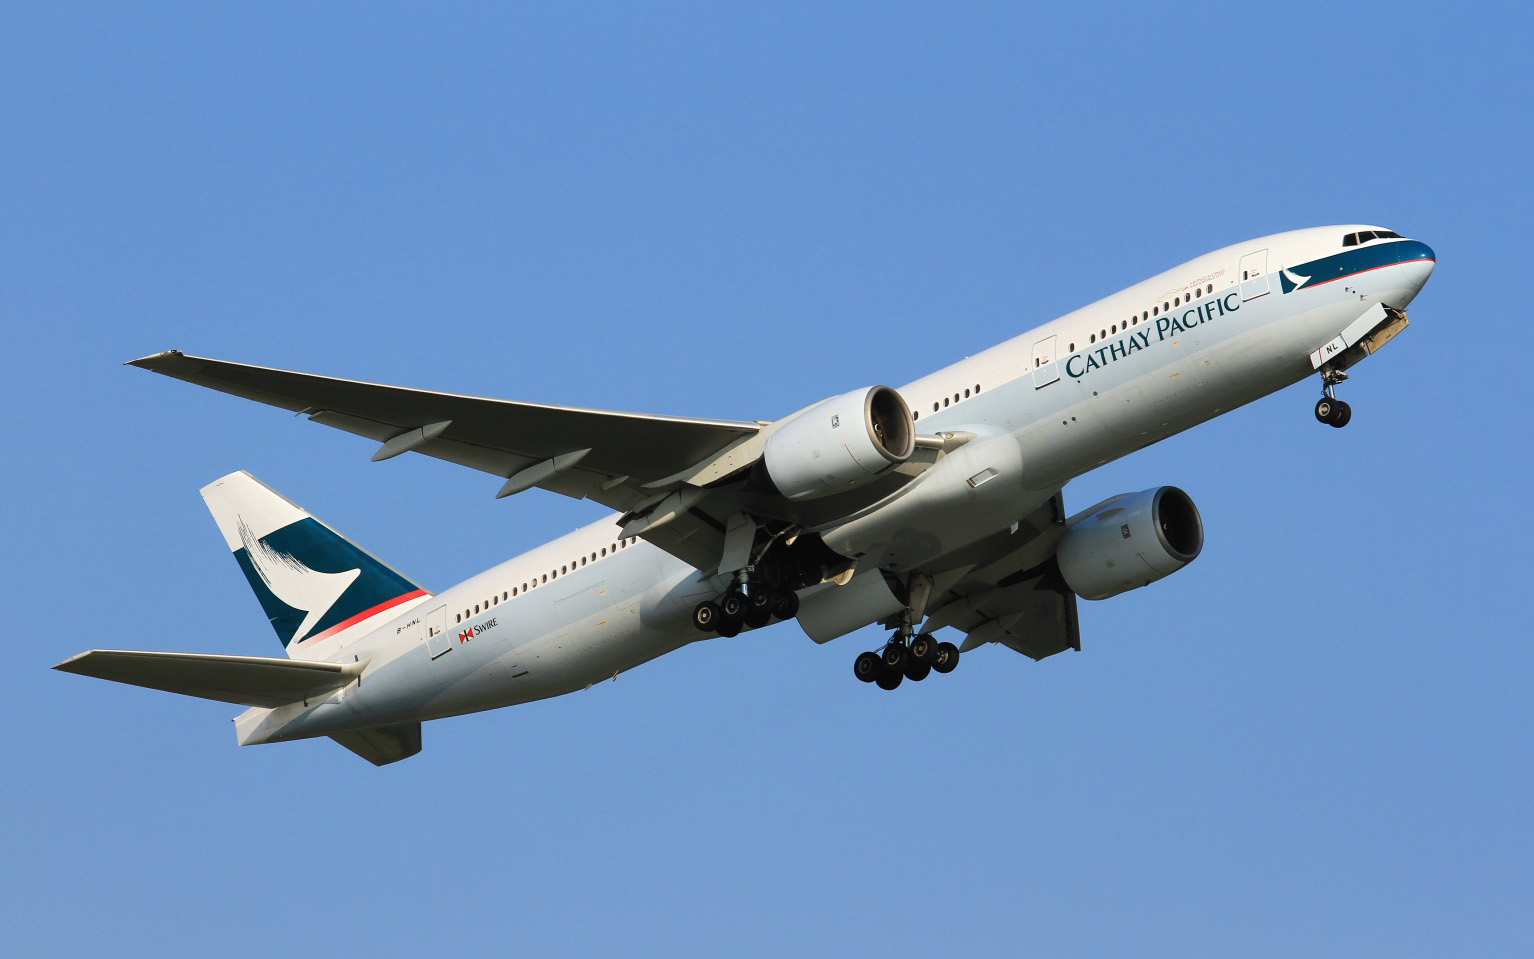 CATHAY PACIFIC
NL
B-HNL
SWIRE